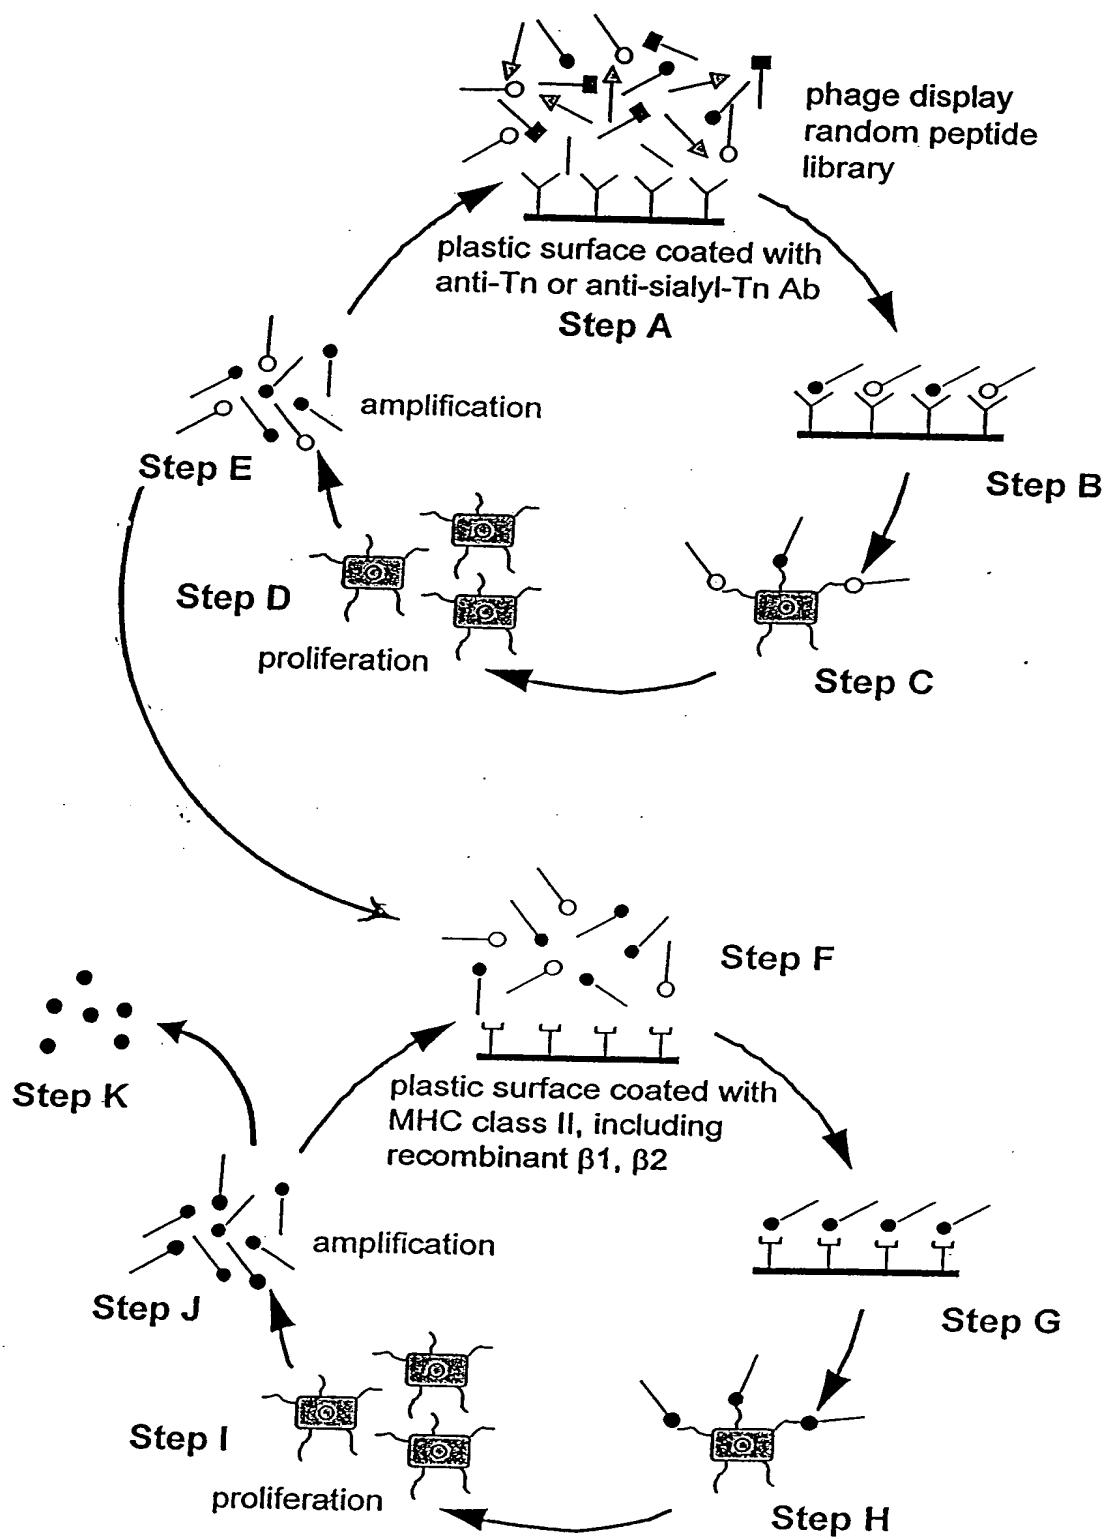 phage display
random peptide
library
plastic surface coated with
anti-Tn or anti-sialyl-Tn Ab
Step A
amplification
Step E
Step B
Step D
proliferation
Step C
Step F
plastic surface coated with
MHC class II, including
recombinant β1, β2
Step K
amplification
Step J
Step G
Step I
proliferation
Step H